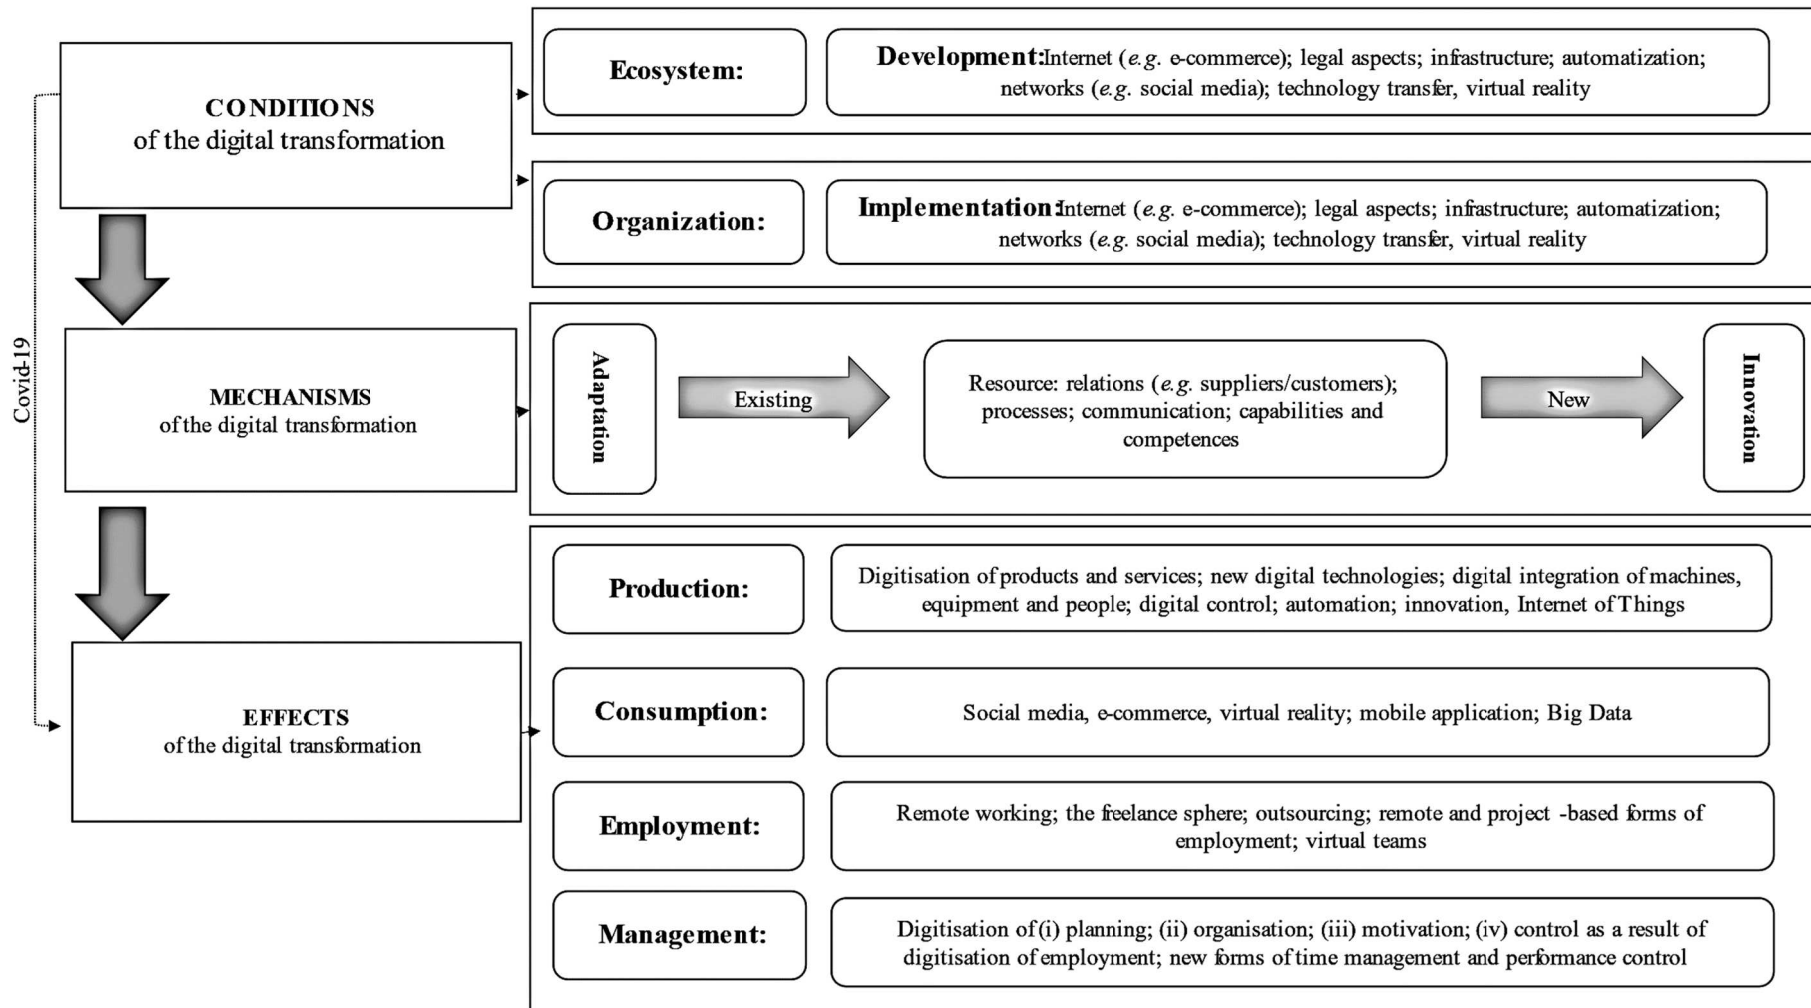 CONDITIONS
of the digital transformation
Ecosystem:
Development:Internet (e.g. e-commerce); legal aspects; infrastructure; automatization;
networks (e.g. social media); technology transfer, virtual reality
Organization:
Implementation:Internet (e.g. e-commerce); legal aspects; infrastructure; automatization;
networks (e.g. social media); technology transfer, virtual reality
Covid-19
MECHANISMS
of the digital transformation
Adaptation
Existing
Resource: relations (e.g. suppliers/customers);
processes; communication; capabilities and
competences
New
Innovation
EFFECTS
of the digital transformation
Production:
Digitisation of products and services; new digital technologies; digital integration of machines,
equipment and people; digital control; automation; innovation, Internet of Things
Consumption:
Social media, e-commerce, virtual reality; mobile application; Big Data
Employment:
Remote working; the freelance sphere; outsourcing; remote and project -based forms of
employment; virtual teams
Management:
Digitisation of (i) planning; (ii) organisation; (iii) motivation; (iv) control as a result of
digitisation of employment; new forms of time management and performance control